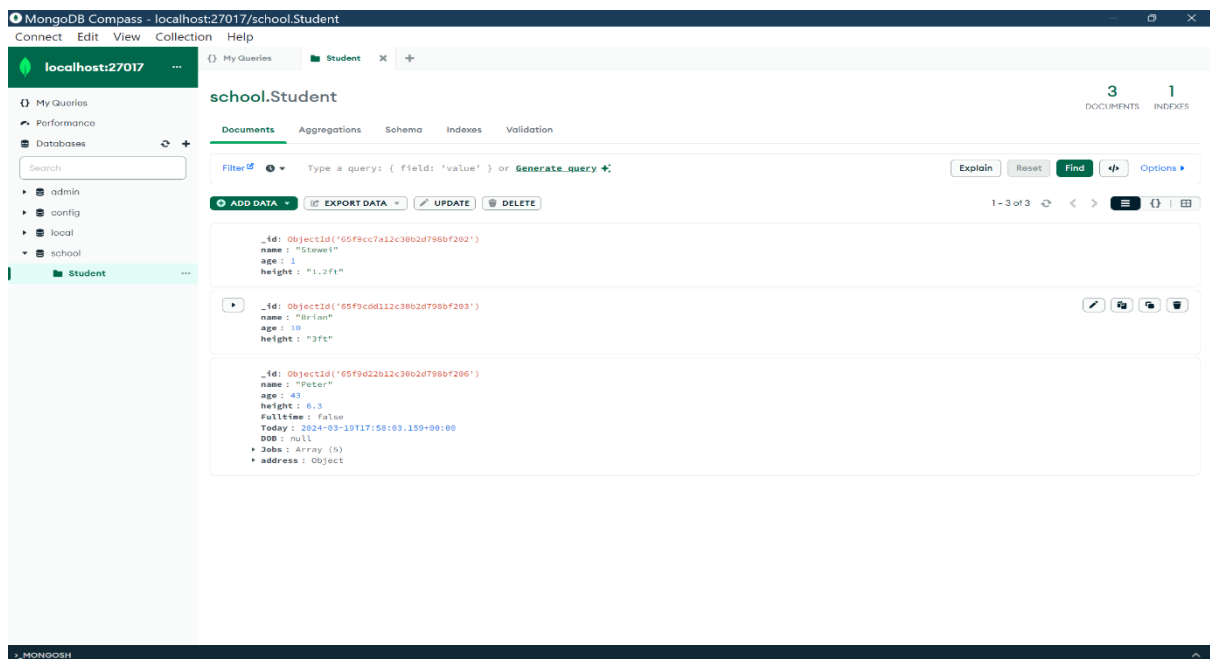 MongoDB Compass - localhost:27017/school.Student
Connect Edit View Collection Help
localhost:27017 ...
{} My Queries
Student
school.Student
3
DOCUMENTS
1
INDEXES
{} My Queries
Performance
Databases
Search
admin
config
local
school
Student ...
Documents Aggregations Schema Indexes Validation
Filter Type a query: { field: 'value' } or Generate query
Explain Reset Find </> Options
ADD DATA EXPORT DATA UPDATE DELETE
1 - 3 of 3 {}
_id: ObjectId('65f9cc7a12c30b2d798bf202')
name : "Stewei"
age : 1
height : "1.2ft"
_id: ObjectId('65f9cdd112c30b2d798bf203')
name : "Brian"
age : 10
height : "3ft"
_id: ObjectId('65f9d22b12c30b2d798bf206')
name : "Peter"
age : 43
height : 6.3
Fulltime : false
Today : 2024-03-19T17:58:03.159+00:00
DOB : null
Jobs : Array (5)
address : Object
>_MONGOSH